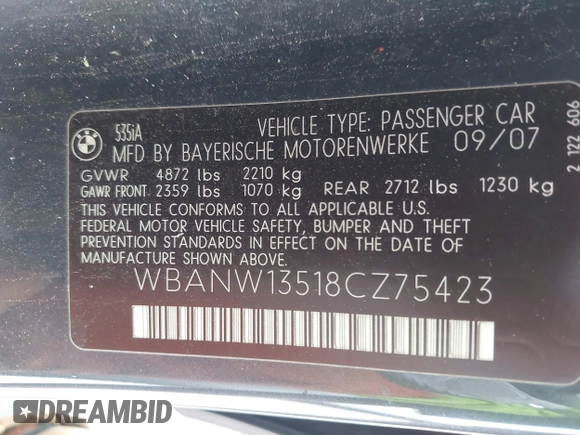 BMW
535IA
VEHICLE TYPE: PASSENGER CAR
MFD BY BAYERISCHE MOTORENWERKE 09/07
GVWR 4872 lbs 2210 kg
GAWR FRONT 2359 lbs 1070 kg REAR 2712 lbs 1230 kg
THIS VEHICLE CONFORMS TO ALL APPLICABLE U.S.
FEDERAL MOTOR VEHICLE SAFETY, BUMPER AND THEFT
PREVENTION STANDARDS IN EFFECT ON THE DATE OF
MANUFACTURE SHOWN ABOVE.
WBANW13518CZ75423
2 122 606
DREAMBID